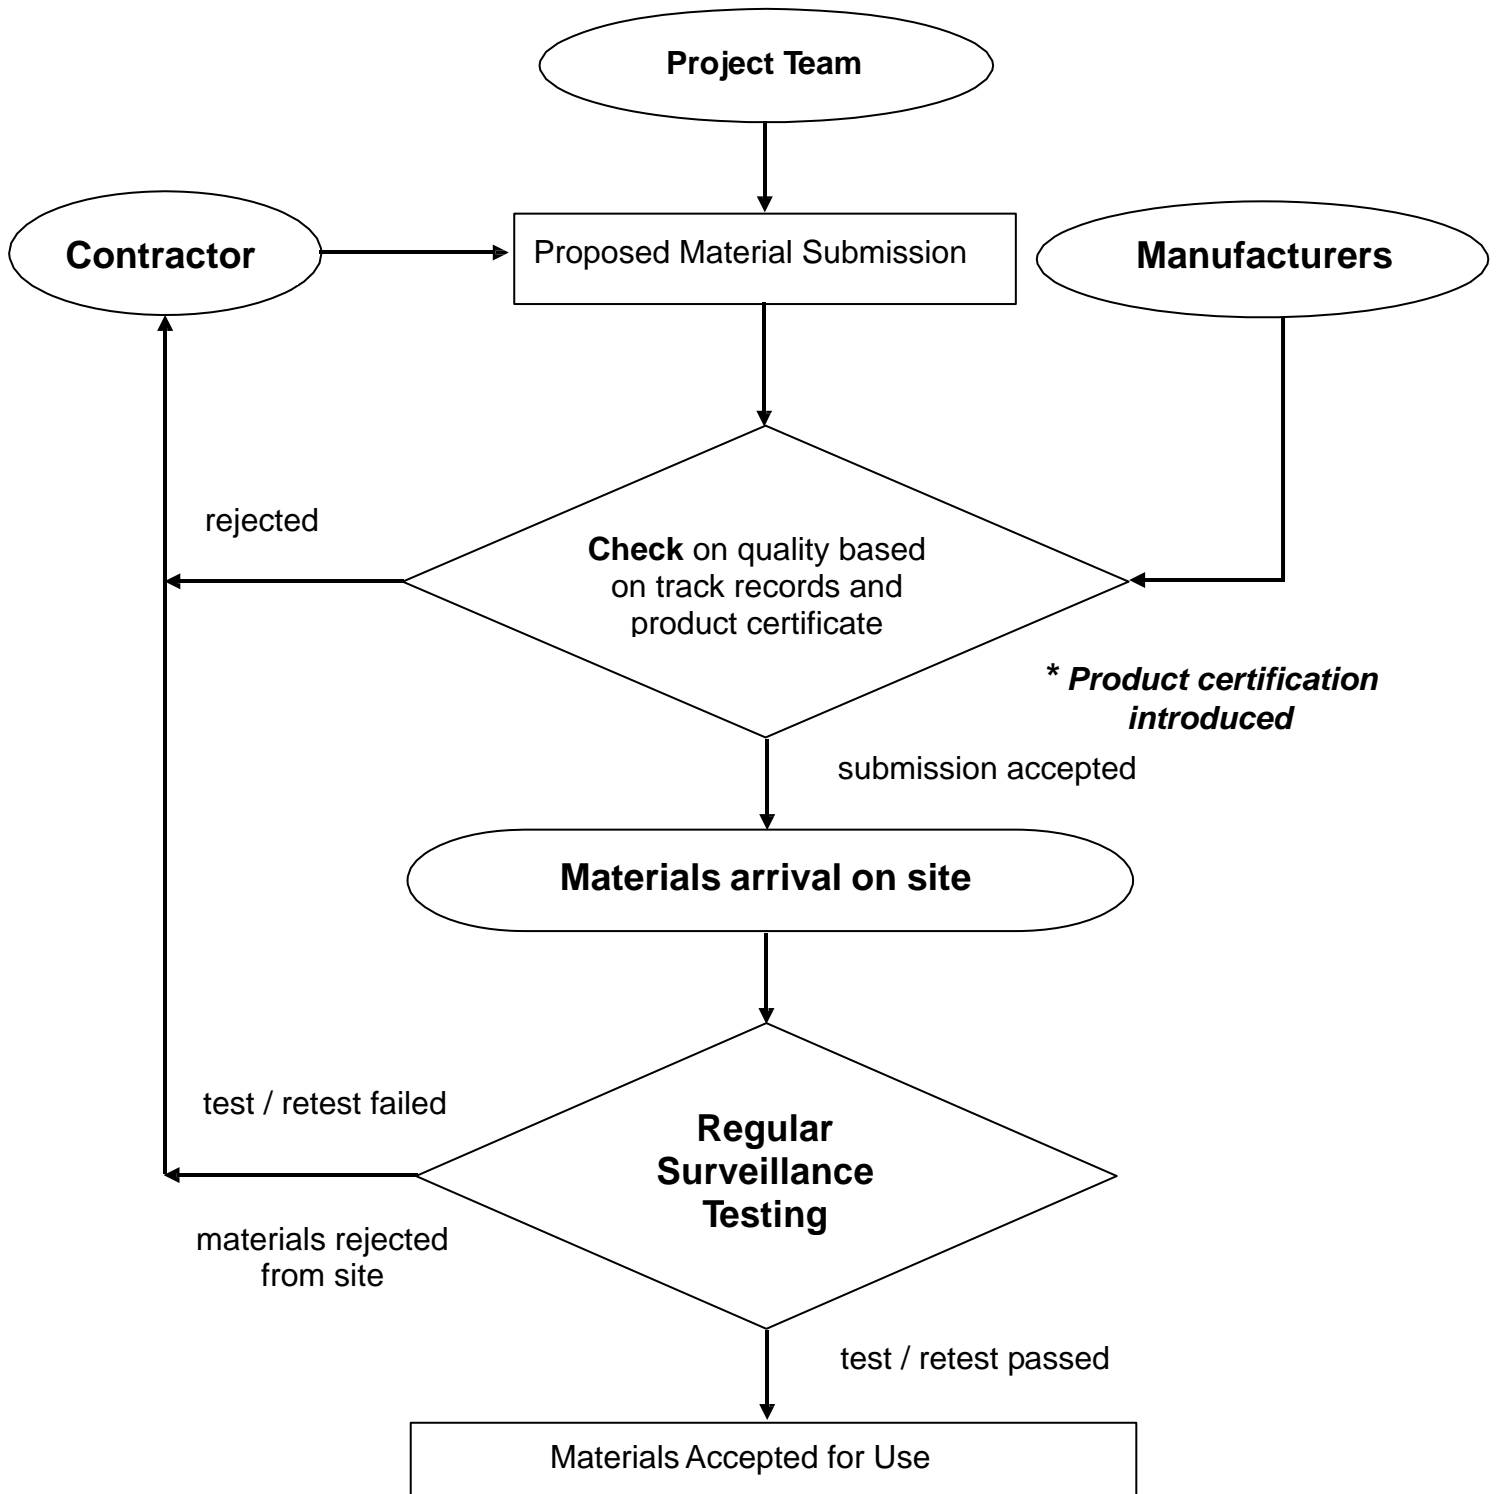 Project Team
Contractor
Proposed Material Submission
Manufacturers
rejected
Check on quality based
on track records and
product certificate
* Product certification
introduced
submission accepted
Materials arrival on site
test / retest failed
Regular
Surveillance
Testing
materials rejected
from site
test / retest passed
Materials Accepted for Use